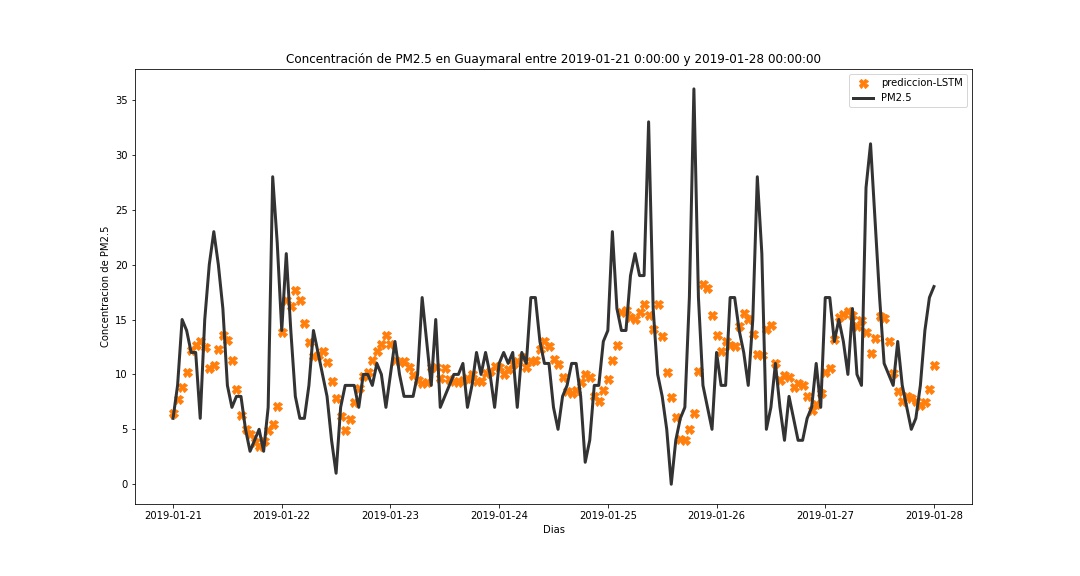 Concentración de PM2.5 en Guaymaral entre 2019-01-21 0:00:00 y 2019-01-28 00:00:00
prediccion-LSTM
PM2.5
Concentracion de PM2.5
35
30
25
20
15
10
5
0
2019-01-21 2019-01-22 2019-01-23 2019-01-24 2019-01-25 2019-01-26 2019-01-27 2019-01-28
Dias